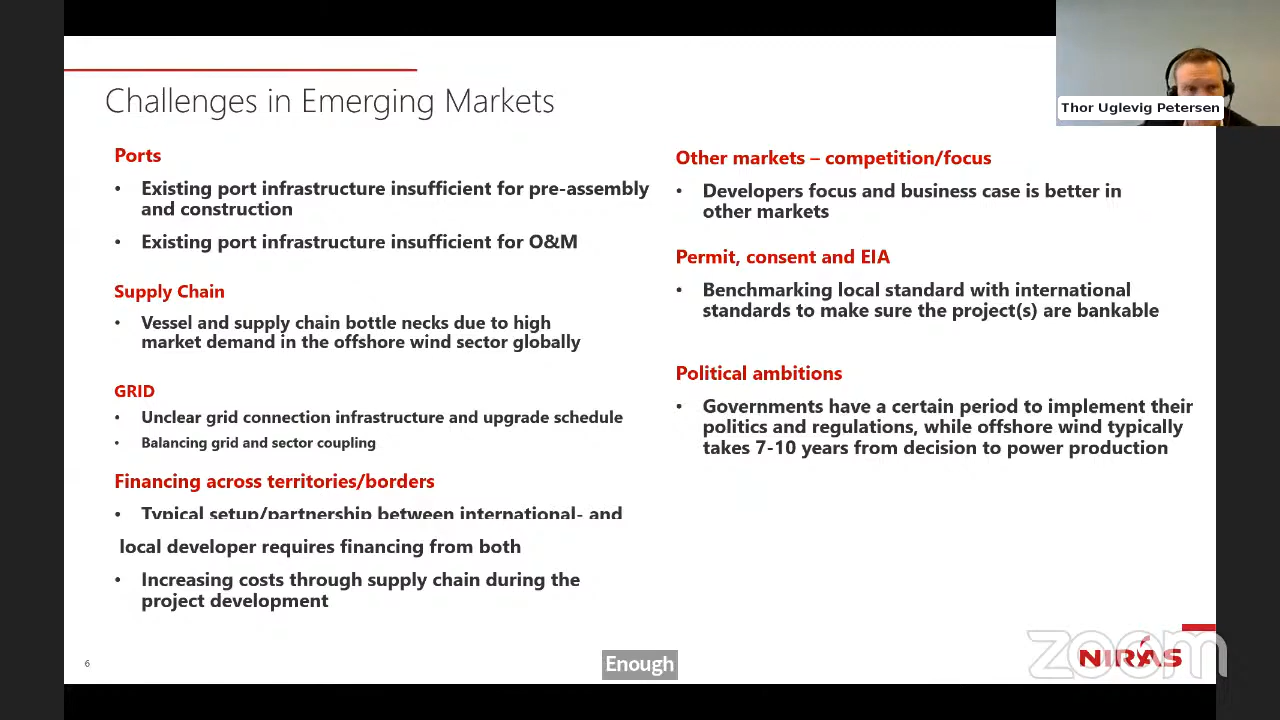 Challenges in Emerging Markets
Thor Uglevig Petersen
Ports
• Existing port infrastructure insufficient for pre-assembly
and construction
• Existing port infrastructure insufficient for O&M
Supply Chain
• Vessel and supply chain bottle necks due to high
market demand in the offshore wind sector globally
GRID
• Unclear grid connection infrastructure and upgrade schedule
• Balancing grid and sector coupling
Financing across territories/borders
• Typical setup/partnership between international- and
local developer requires financing from both
• Increasing costs through supply chain during the
project development
Other markets – competition/focus
• Developers focus and business case is better in
other markets
Permit, consent and EIA
• Benchmarking local standard with international
standards to make sure the project(s) are bankable
Political ambitions
• Governments have a certain period to implement their
politics and regulations, while offshore wind typically
takes 7-10 years from decision to power production
6
Enough
zoom
NIRÁS